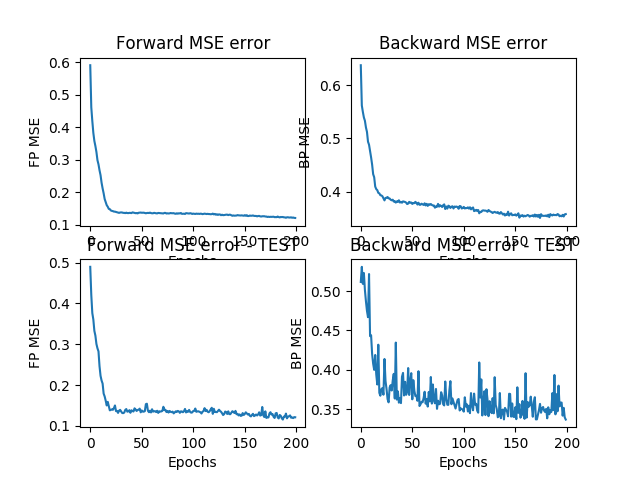 Forward MSE error
Backward MSE error
0.6
0.5
0.4
0.3
0.2
0.1
FP MSE
0 50 100 150 200
0.6
0.5
0.4
BP MSE
0 50 100 150 200
Epochs
Epochs
Forward MSE error - TEST
Backward MSE error - TEST
0.5
0.4
0.3
0.2
0.1
FP MSE
0 50 100 150 200
Epochs
0.50
0.45
0.40
0.35
BP MSE
0 50 100 150 200
Epochs